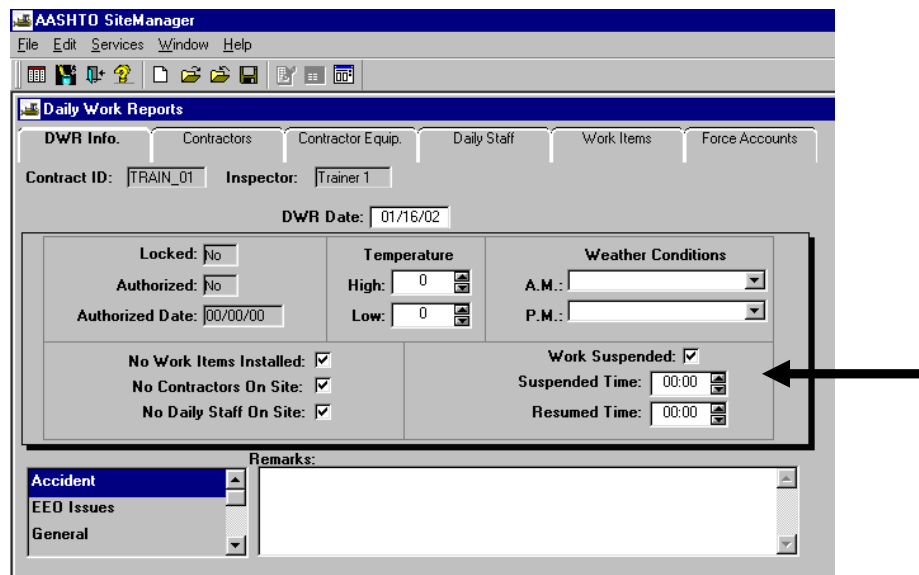 AASHTO SiteManager
File Edit Services Window Help
Daily Work Reports
DWR Info. Contractors Contractor Equip. Daily Staff Work Items Force Accounts
Contract ID: TRAIN_01 Inspector: Trainer 1
DWR Date: 01/16/02
Locked: No Temperature Weather Conditions
Authorized: No High: 0 A.M.:
Authorized Date: 00/00/00 Low: 0 P.M.:
No Work Items Installed: Work Suspended:
No Contractors On Site: Suspended Time: 00:00
No Daily Staff On Site: Resumed Time: 00:00
Remarks:
Accident
EEO Issues
General